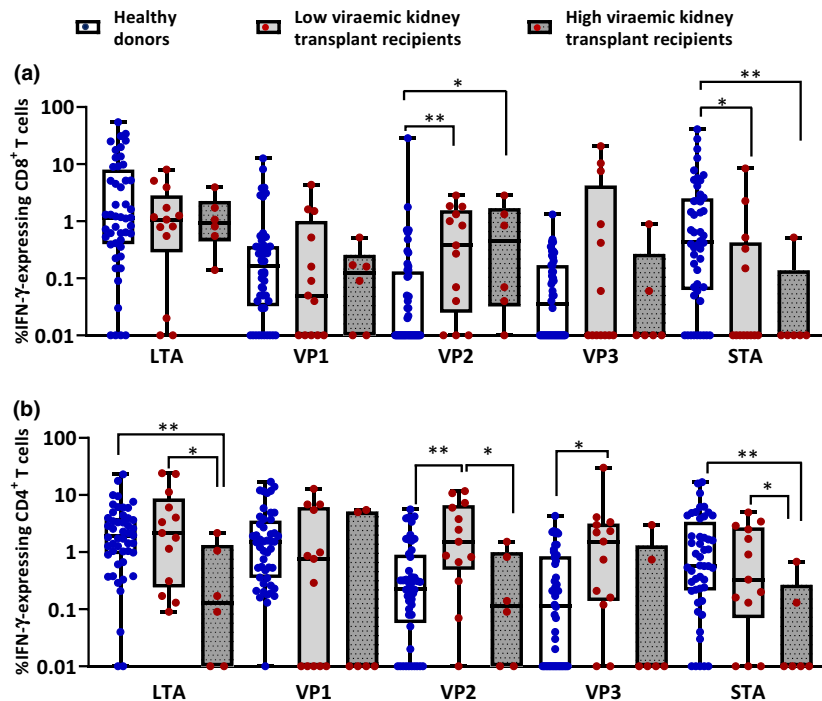 Healthy
donors
Low viraemic kidney
transplant recipients
High viraemic kidney
transplant recipients
(a)
%IFN-γ-expressing CD8⁺ T cells
100
10
1
0.1
0.01
**
*
*
**
LTA
VP1
VP2
VP3
STA
(b)
%IFN-γ-expressing CD4⁺ T cells
100
10
1
0.1
0.01
**
*
**
*
*
**
*
LTA
VP1
VP2
VP3
STA